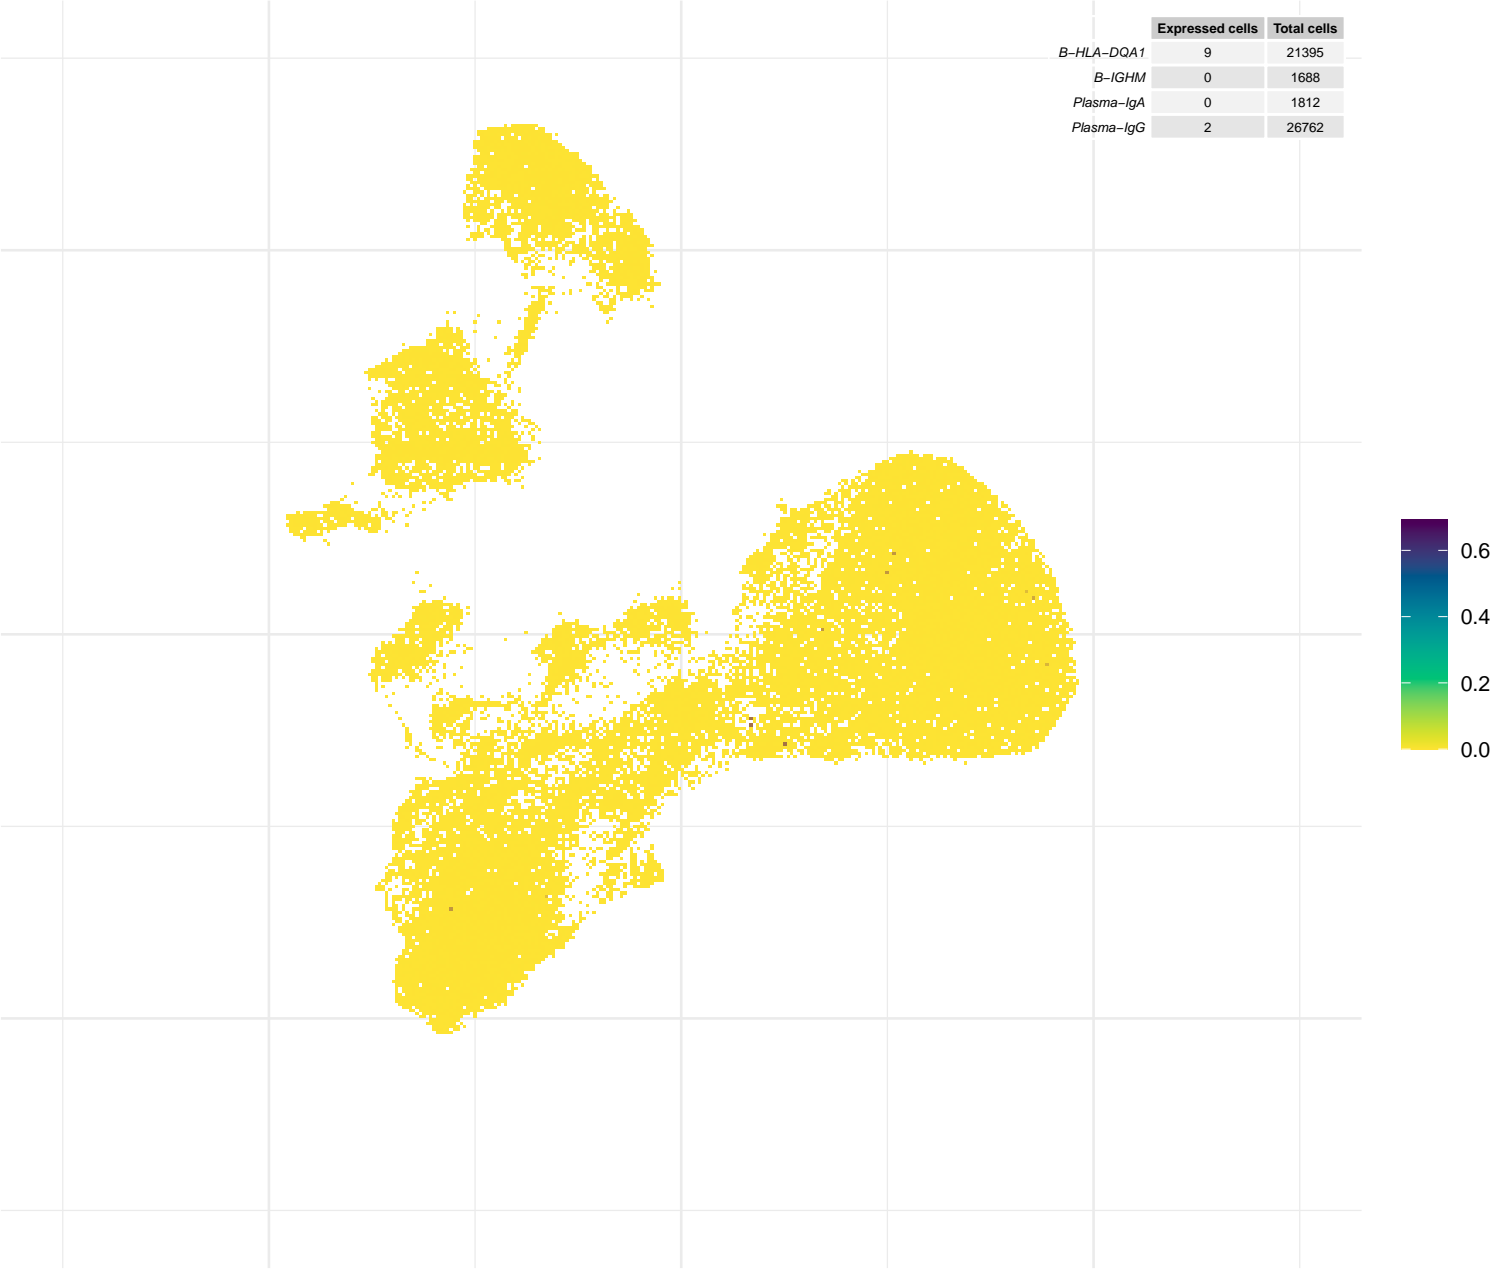 Expressed cells Total cells
B−HLA−DQA1 9 21395
B−IGHM 0 1688
Plasma−IgA 0 1812
Plasma−IgG 2 26762
0.6
0.4
0.2
0.0